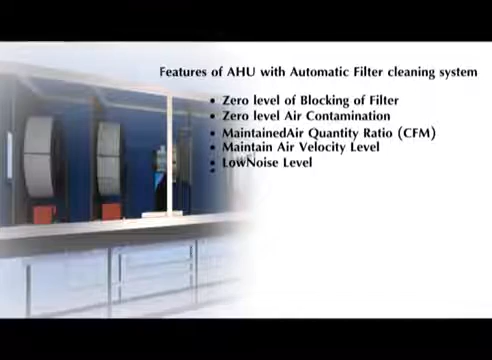 Features of AHU with Automatic Filter cleaning system
• Zero level of Blocking of Filter
• Zero level Air Contamination
• MaintainedAir Quantity Ratio (CFM)
• Maintain Air Velocity Level
• LowNoise Level
•